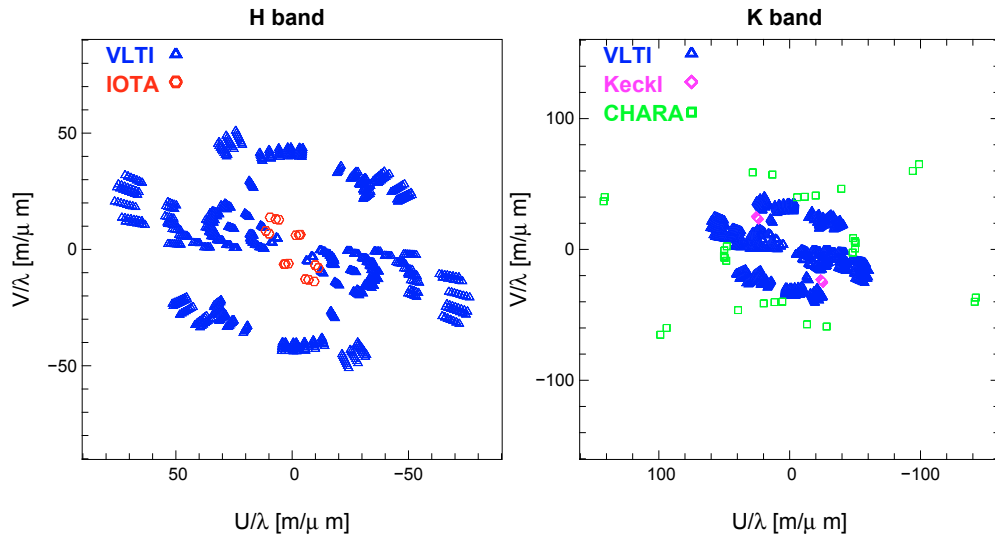 H band
K band
VLTI
IOTA
VLTI
KeckI
CHARA
50
0
−50
100
0
−100
V/λ [m/μ m]
V/λ [m/μ m]
50
0
−50
100
0
−100
U/λ [m/μ m]
U/λ [m/μ m]